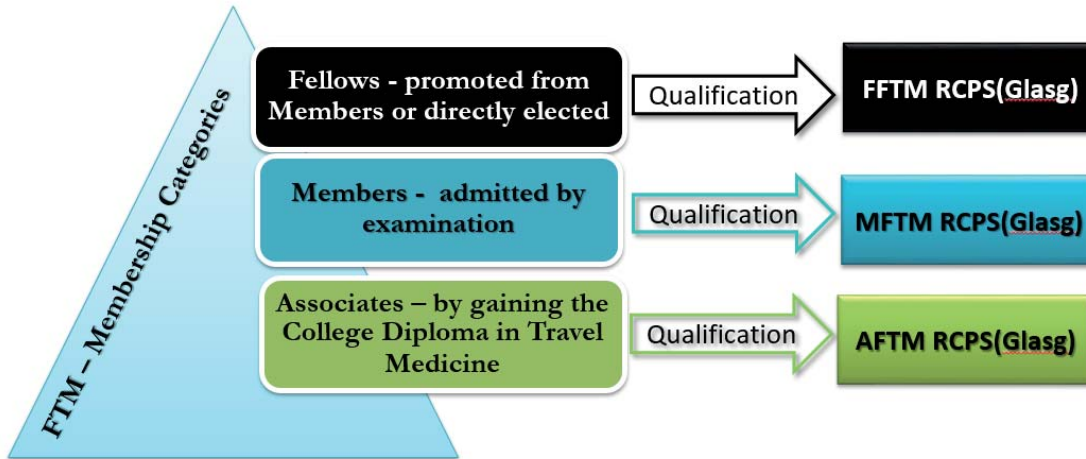 FTM – Membership Categories
Fellows - promoted from
Members or directly elected
Qualification
FFTM RCPS(Glasg)
Members -  admitted by
examination
Qualification
MFTM RCPS(Glasg)
Associates – by gaining the
College Diploma in Travel
Medicine
Qualification
AFTM RCPS(Glasg)